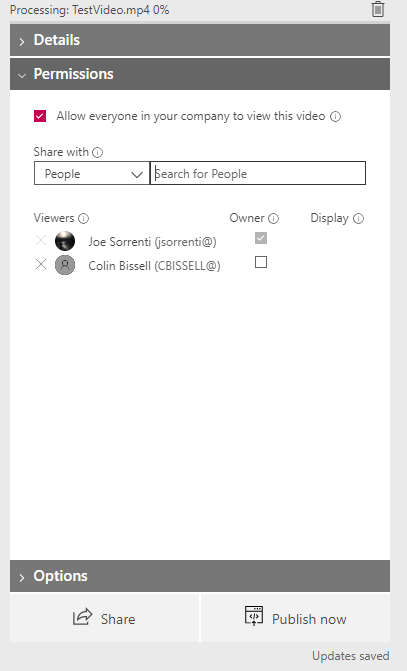 Processing: TestVideo.mp4 0%
Details
Permissions
Allow everyone in your company to view this video
Share with
People Search for People
Viewers Owner Display
Joe Sorrenti (jsorrenti@)
Colin Bissell (CBISSELL@)
Options
Share Publish now
Updates saved